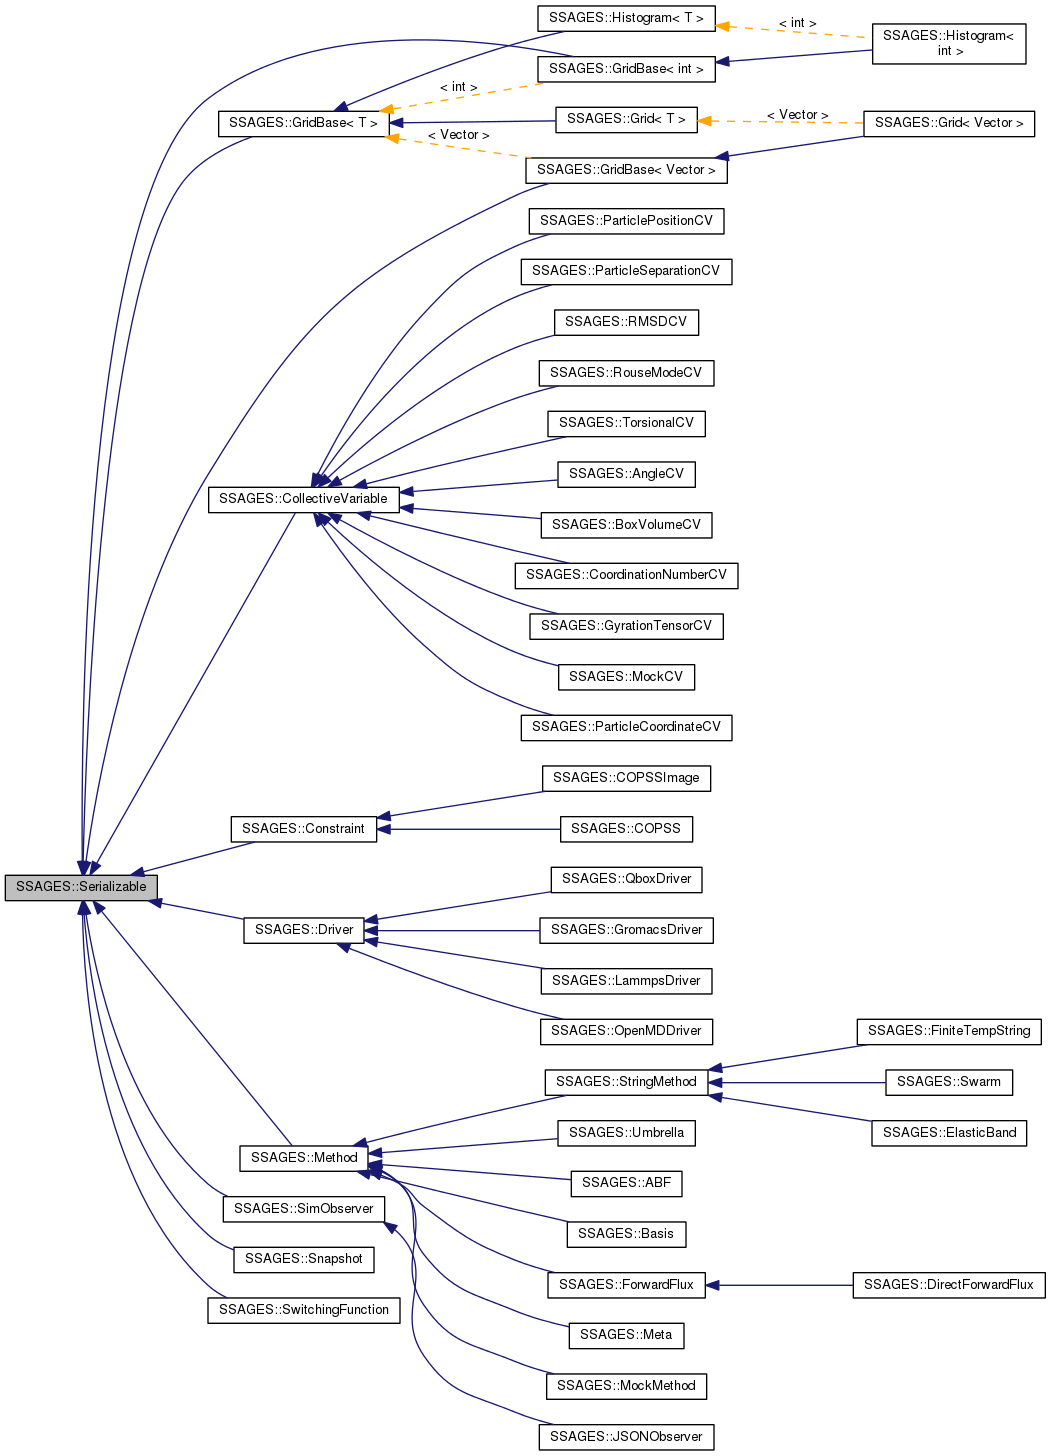 SSAGES::Histogram< T >
< int >
SSAGES::Histogram<
int >
SSAGES::GridBase< int >
< int >
SSAGES::GridBase< T >
SSAGES::Grid< T >
< Vector >
SSAGES::Grid< Vector >
< Vector >
SSAGES::GridBase< Vector >
SSAGES::ParticlePositionCV
SSAGES::ParticleSeparationCV
SSAGES::RMSDCV
SSAGES::RouseModeCV
SSAGES::TorsionalCV
SSAGES::AngleCV
SSAGES::CollectiveVariable
SSAGES::BoxVolumeCV
SSAGES::CoordinationNumberCV
SSAGES::GyrationTensorCV
SSAGES::MockCV
SSAGES::ParticleCoordinateCV
SSAGES::COPSSImage
SSAGES::Constraint
SSAGES::COPSS
SSAGES::Serializable
SSAGES::QboxDriver
SSAGES::Driver
SSAGES::GromacsDriver
SSAGES::LammpsDriver
SSAGES::OpenMDDriver
SSAGES::FiniteTempString
SSAGES::StringMethod
SSAGES::Swarm
SSAGES::Umbrella
SSAGES::ElasticBand
SSAGES::Method
SSAGES::ABF
SSAGES::SimObserver
SSAGES::Basis
SSAGES::Snapshot
SSAGES::ForwardFlux
SSAGES::DirectForwardFlux
SSAGES::SwitchingFunction
SSAGES::Meta
SSAGES::MockMethod
SSAGES::JSONObserver